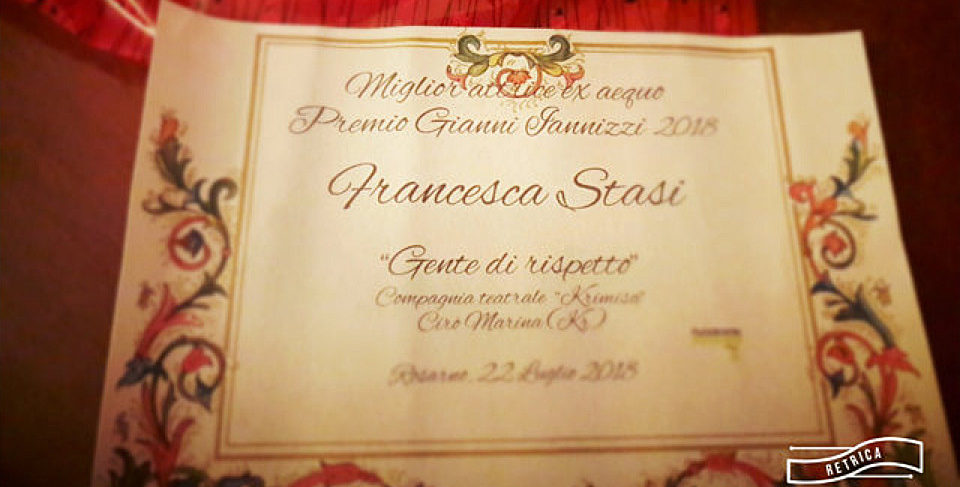 Miglior attrice ex aequo
Premio Gianni Iannizzi 2018
Francesca Stasi
"Gente di rispetto"
Compagnia teatrale "Krimisa"
Cirò Marina (Kr)
Rosarno, 22 Luglio 2018
RETRICA